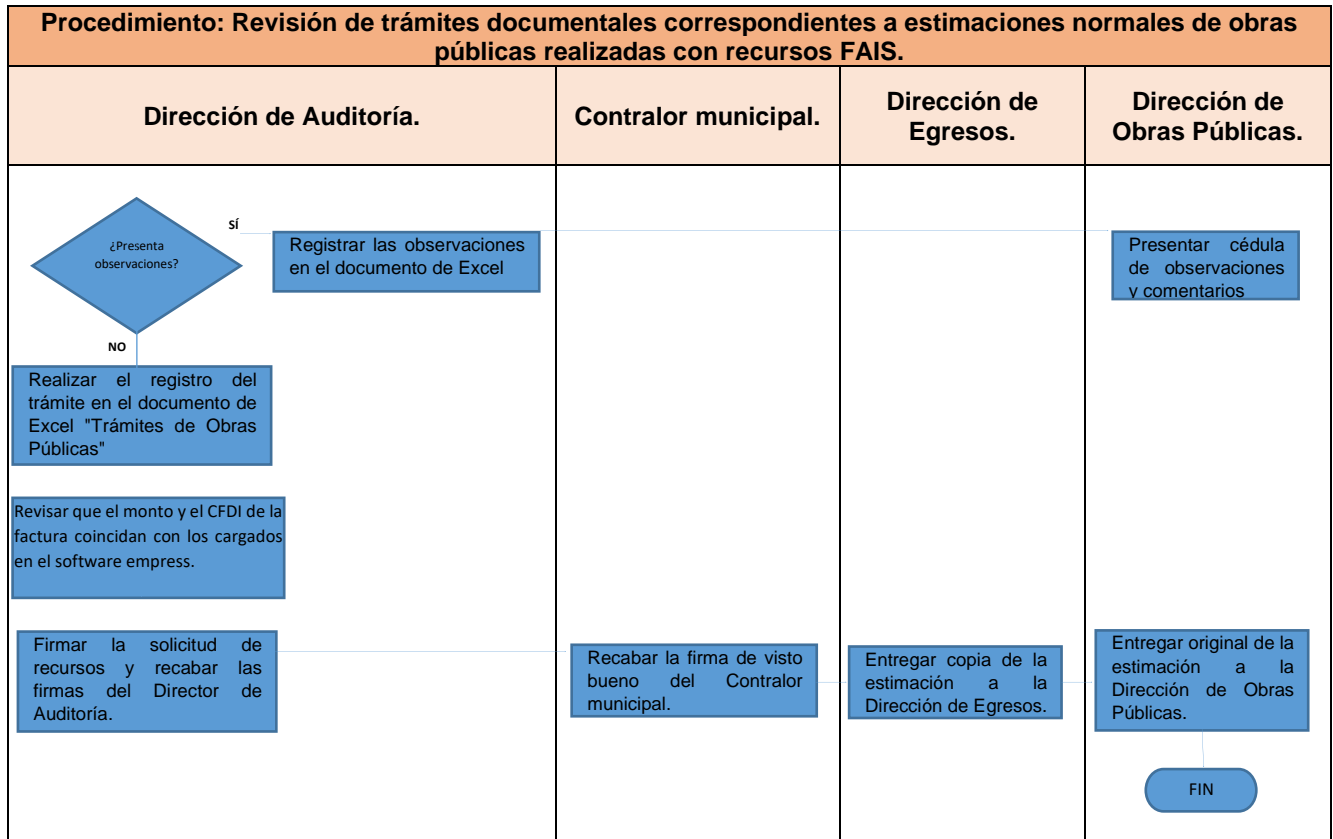 Procedimiento: Revisión de trámites documentales correspondientes a estimaciones normales de obras
públicas realizadas con recursos FAIS.
Dirección de Auditoría.
Contralor municipal.
Dirección de
Egresos.
Dirección de
Obras Públicas.
¿Presenta
observaciones?
SÍ
Registrar las observaciones
en el documento de Excel
Presentar cédula
de observaciones
y comentarios
NO
Realizar el registro del
trámite en el documento de
Excel "Trámites de Obras
Públicas"
Revisar que el monto y el CFDI de la
factura coincidan con los cargados
en el software empress.
Firmar la solicitud de
recursos y recabar las
firmas del Director de
Auditoría.
Recabar la firma de visto
bueno del Contralor
municipal.
Entregar copia de la
estimación a la
Dirección de Egresos.
Entregar original de la
estimación a la
Dirección de Obras
Públicas.
FIN